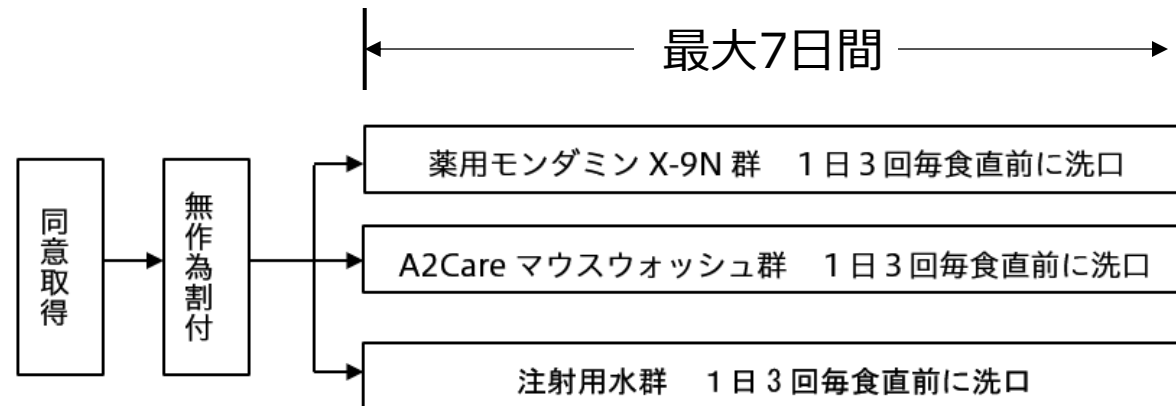 最大7日間
同意取得
無作為割付
薬用モンダミン X-9N 群　1日3回毎食直前に洗口
A2Care マウスウォッシュ群　1日3回毎食直前に洗口
注射用水群　1日3回毎食直前に洗口